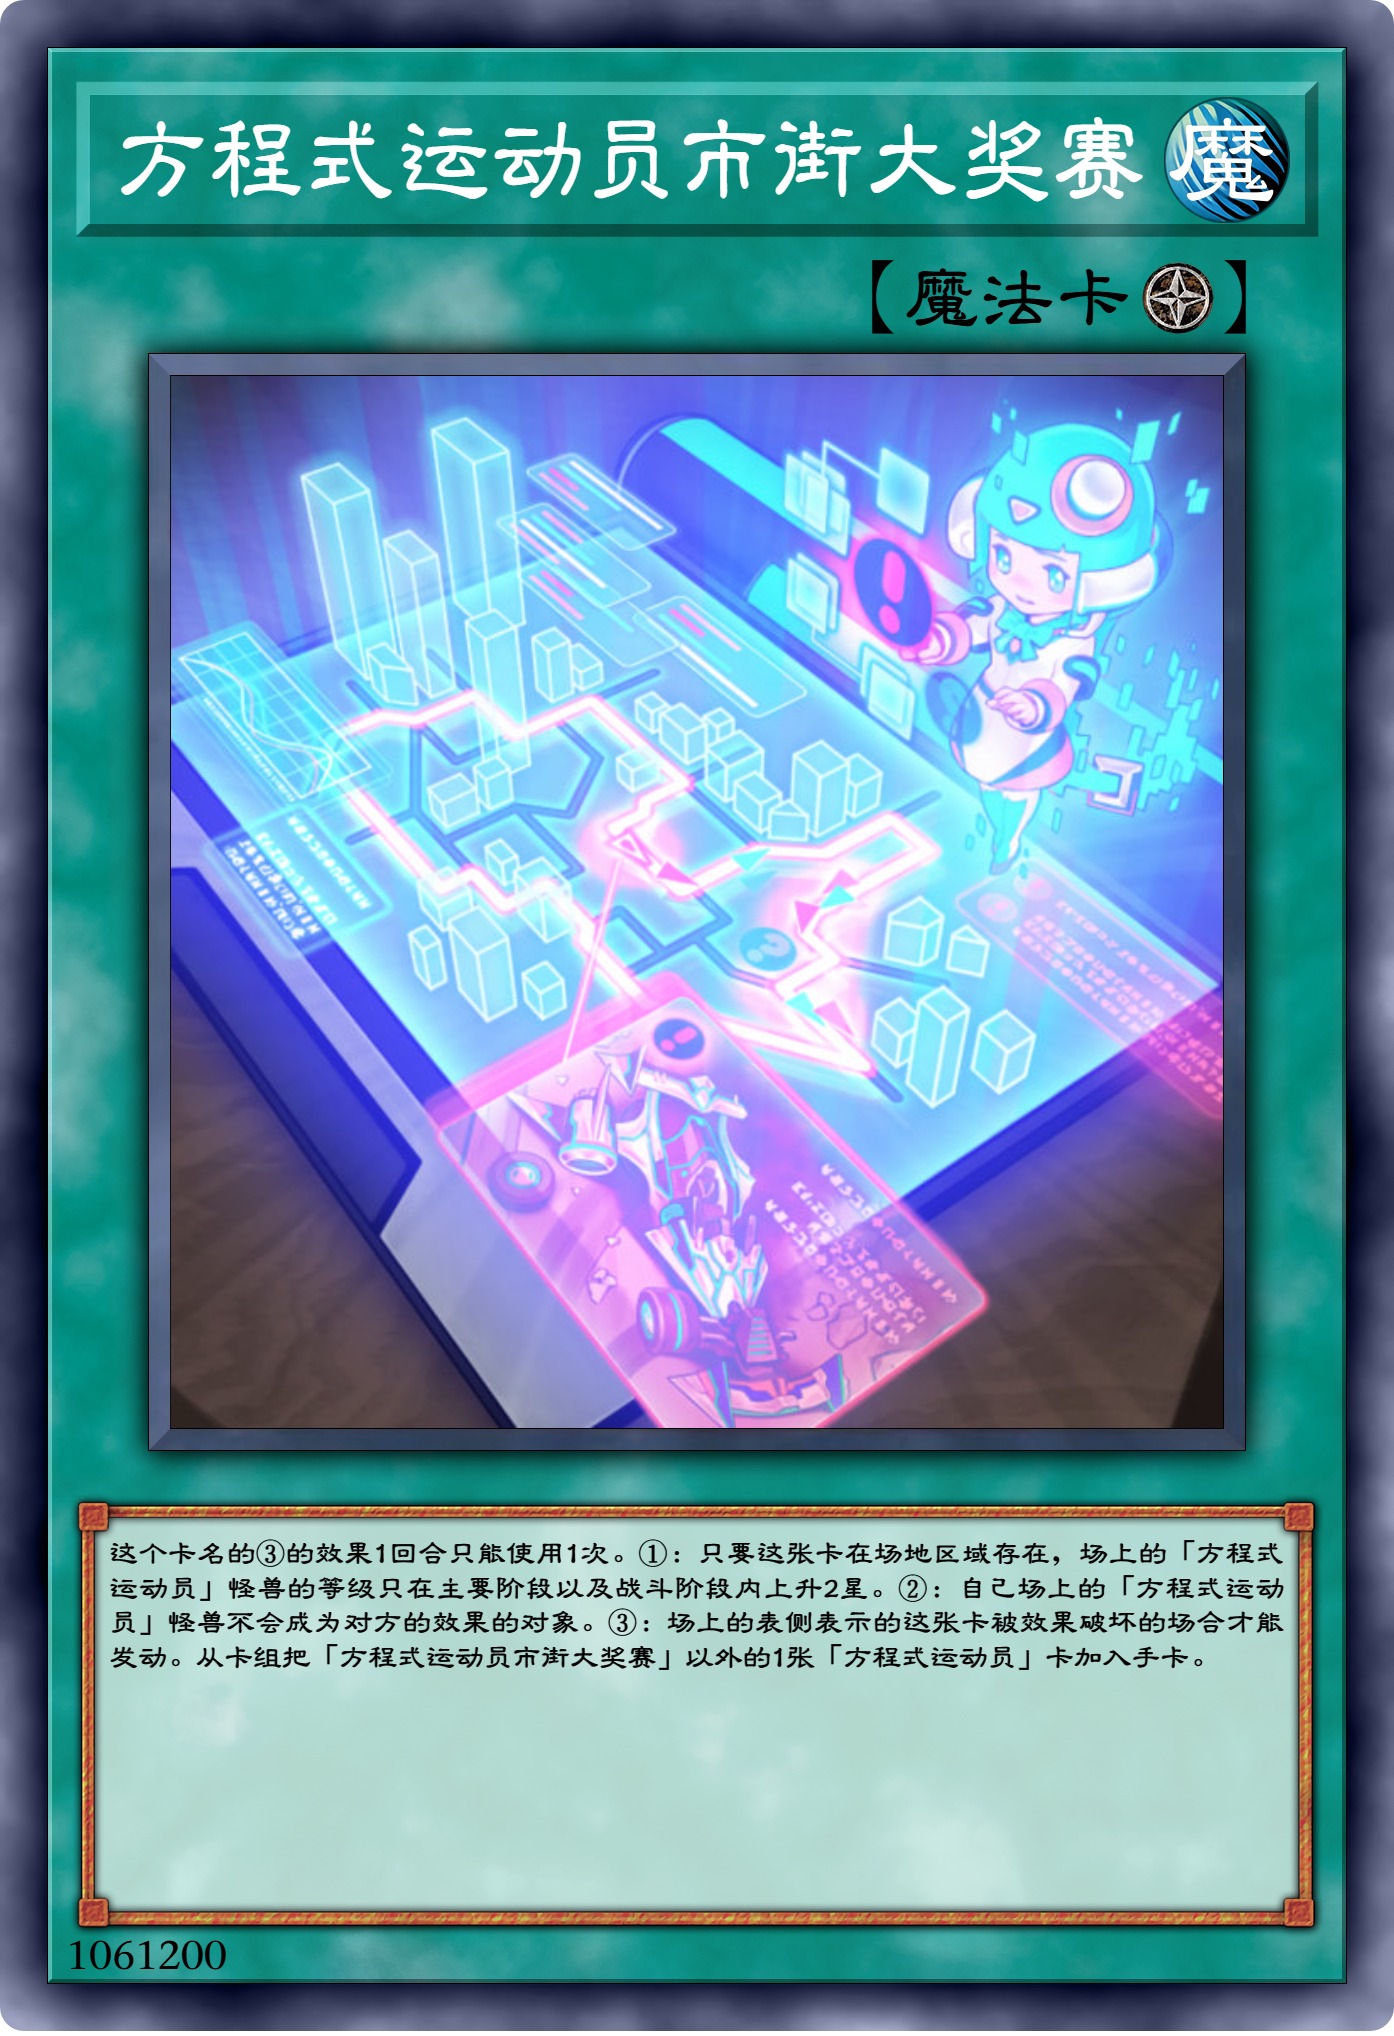 方程式运动员市街大奖赛 魔
【魔法卡】
这个卡名的③的效果1回合只能使用1次。①：只要这张卡在场地区域存在，场上的「方程式
运动员」怪兽的等级只在主要阶段以及战斗阶段内上升2星。②：自己场上的「方程式运动
员」怪兽不会成为对方的效果的对象。③：场上的表侧表示的这张卡被效果破坏的场合才能
发动。从卡组把「方程式运动员市街大奖赛」以外的1张「方程式运动员」卡加入手卡。
1061200